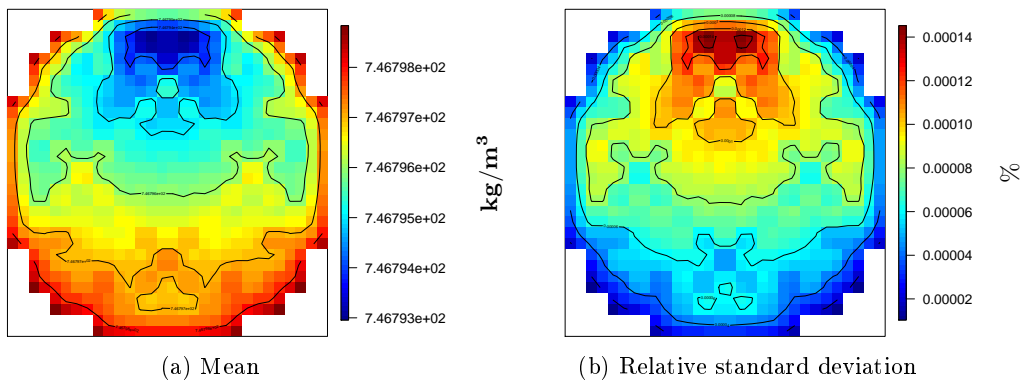 7.46798e+02
7.46797e+02
7.46796e+02
7.46795e+02
7.46794e+02
7.46793e+02
kg/m³
0.00014
0.00012
0.00010
0.00008
0.00006
0.00004
0.00002
%
(a) Mean
(b) Relative standard deviation